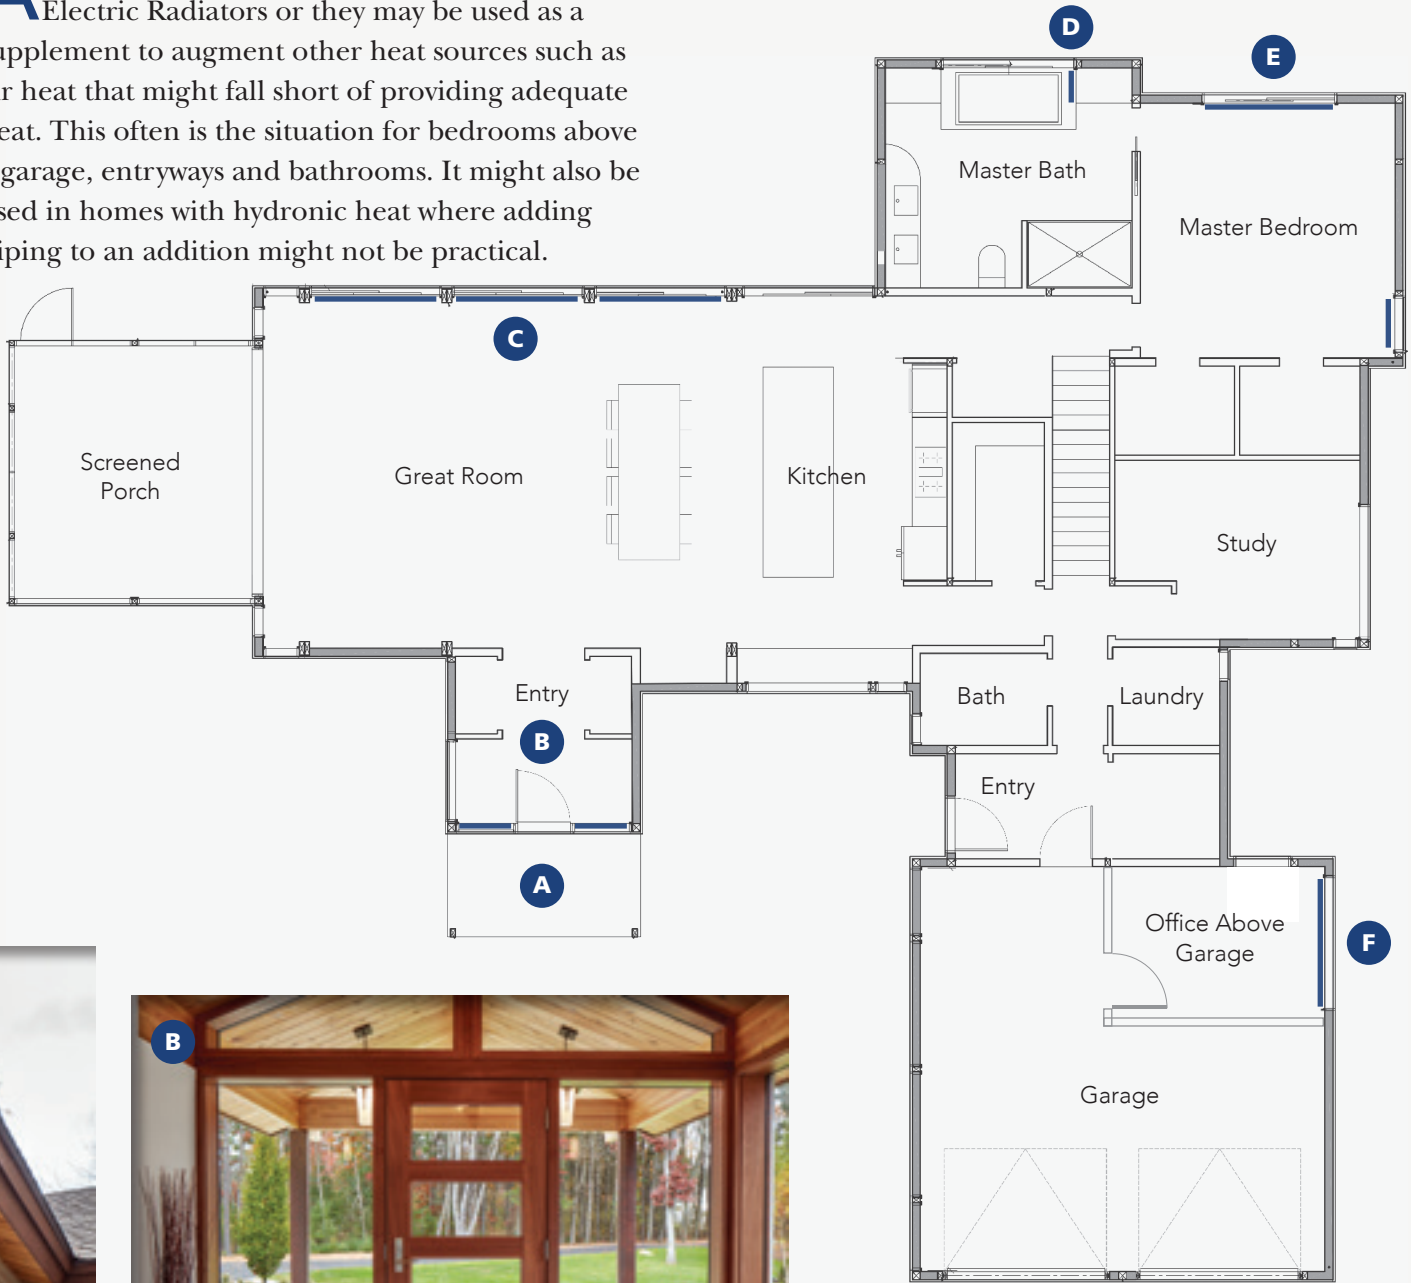 A Electric Radiators or they may be used as a
upplement to augment other heat sources such as
r heat that might fall short of providing adequate
eat. This often is the situation for bedrooms above
garage, entryways and bathrooms. It might also be
sed in homes with hydronic heat where adding
iping to an addition might not be practical.
D
E
Master Bath
Master Bedroom
C
Screened
Porch
Great Room
Kitchen
Study
Entry
B
Bath
Laundry
Entry
A
Office Above
Garage
F
B
Garage